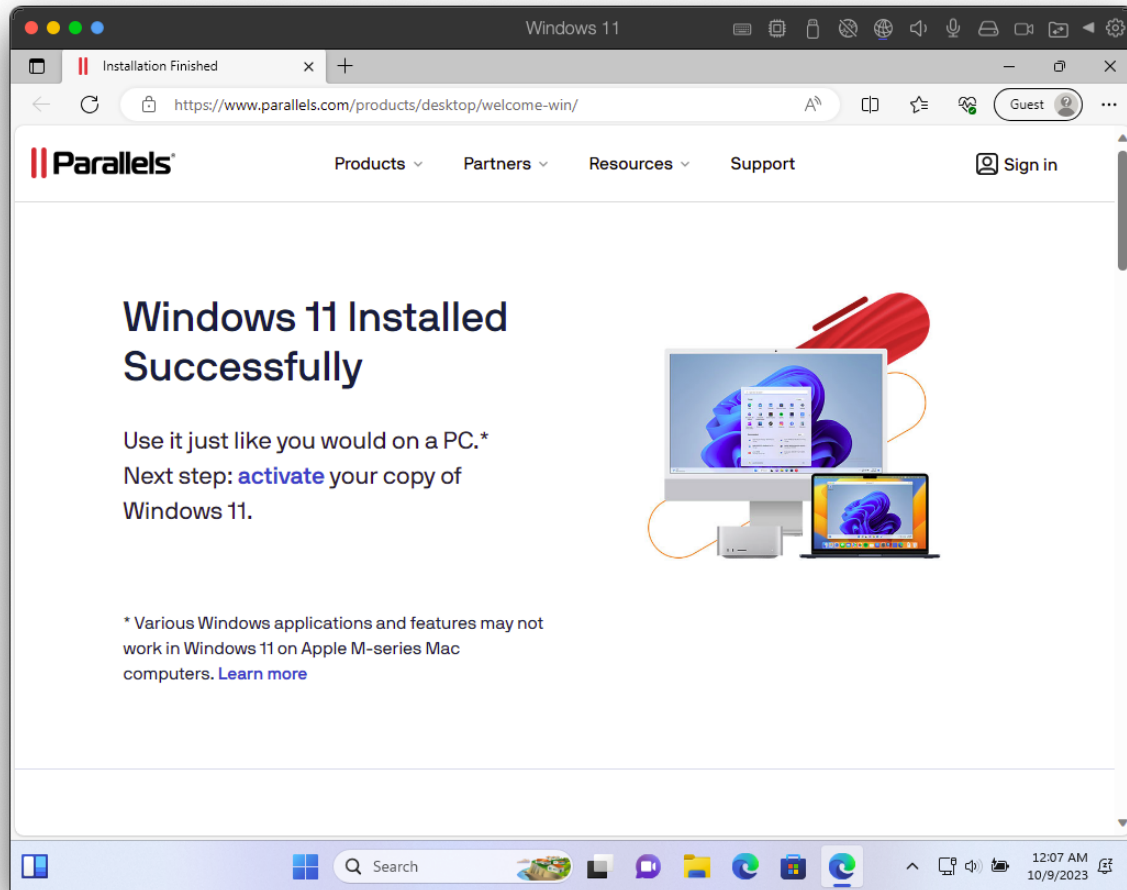 Windows 11
Installation Finished
https://www.parallels.com/products/desktop/welcome-win/
Guest
Parallels®
Products
Partners
Resources
Support
Sign in
Windows 11 Installed
Successfully
Use it just like you would on a PC.*
Next step: activate your copy of
Windows 11.
* Various Windows applications and features may not
work in Windows 11 on Apple M-series Mac
computers. Learn more
Search
12:07 AM
10/9/2023